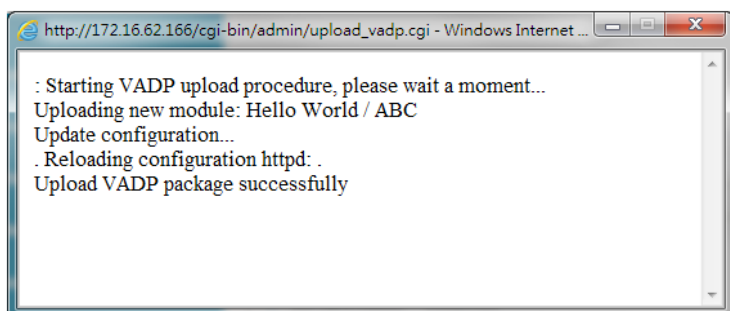 http://172.16.62.166/cgi-bin/admin/upload_vadp.cgi - Windows Internet ...
: Starting VADP upload procedure, please wait a moment...
Uploading new module: Hello World / ABC
Update configuration...
. Reloading configuration httpd: .
Upload VADP package successfully